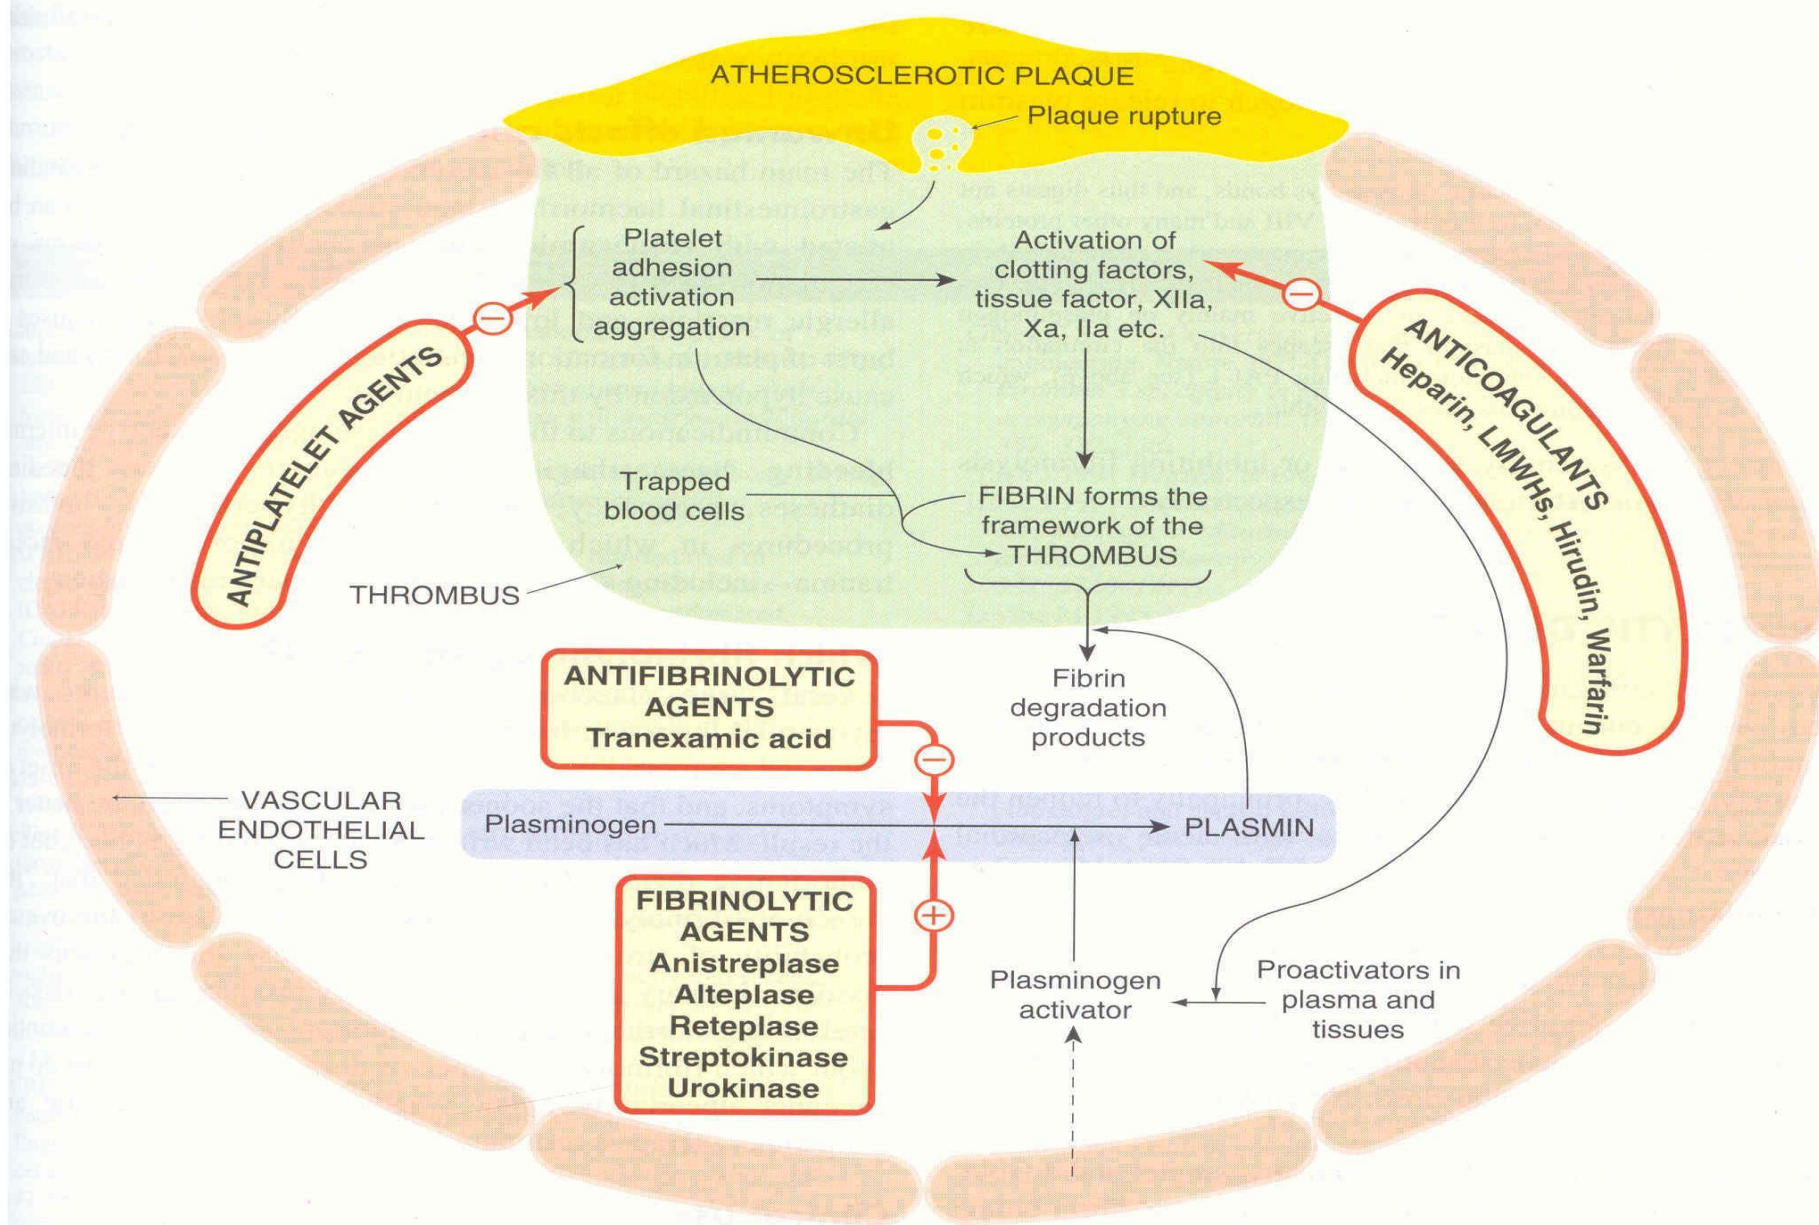 ATHEROSCLEROTIC PLAQUE
Plaque rupture
Platelet
adhesion
activation
aggregation
Activation of
clotting factors,
tissue factor, XIIa,
Xa, IIa etc.
ANTIPLATELET AGENTS
ANTICOAGULANTS
Heparin, LMWHs, Hirudin, Warfarin
Trapped
blood cells
FIBRIN forms the
framework of the
THROMBUS
THROMBUS
ANTIFIBRINOLYTIC
AGENTS
Tranexamic acid
Fibrin
degradation
products
VASCULAR
ENDOTHELIAL
CELLS
Plasminogen
PLASMIN
FIBRINOLYTIC
AGENTS
Anistreplase
Alteplase
Reteplase
Streptokinase
Urokinase
Plasminogen
activator
Proactivators in
plasma and
tissues